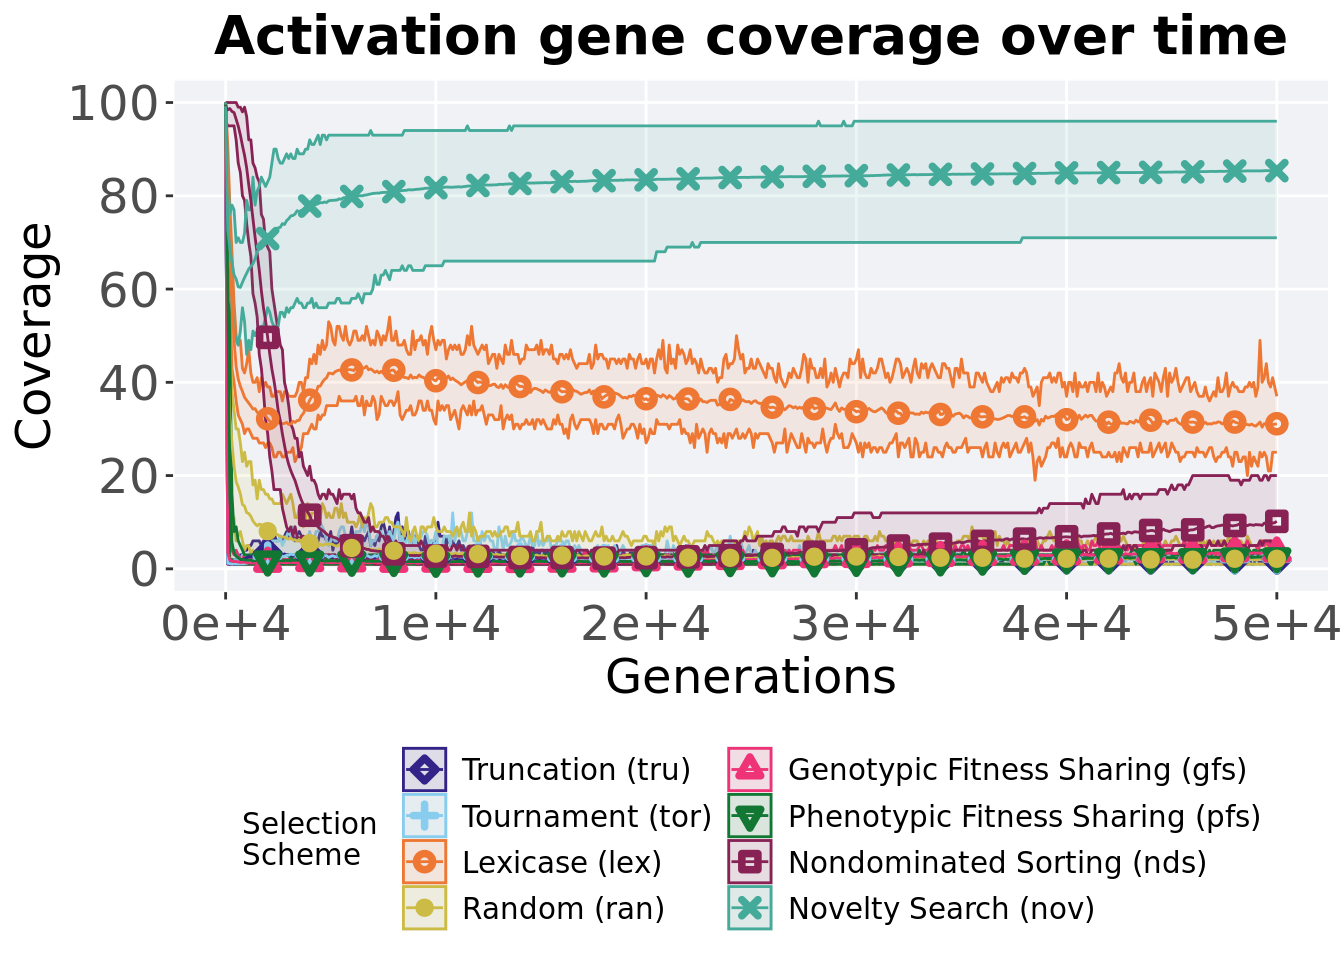 Activation gene coverage over time
Coverage
100
80
60
40
20
0
0e+4 1e+4 2e+4 3e+4 4e+4 5e+4
Generations
Selection
Scheme
Truncation (tru)
Tournament (tor)
Lexicase (lex)
Random (ran)
Genotypic Fitness Sharing (gfs)
Phenotypic Fitness Sharing (pfs)
Nondominated Sorting (nds)
Novelty Search (nov)